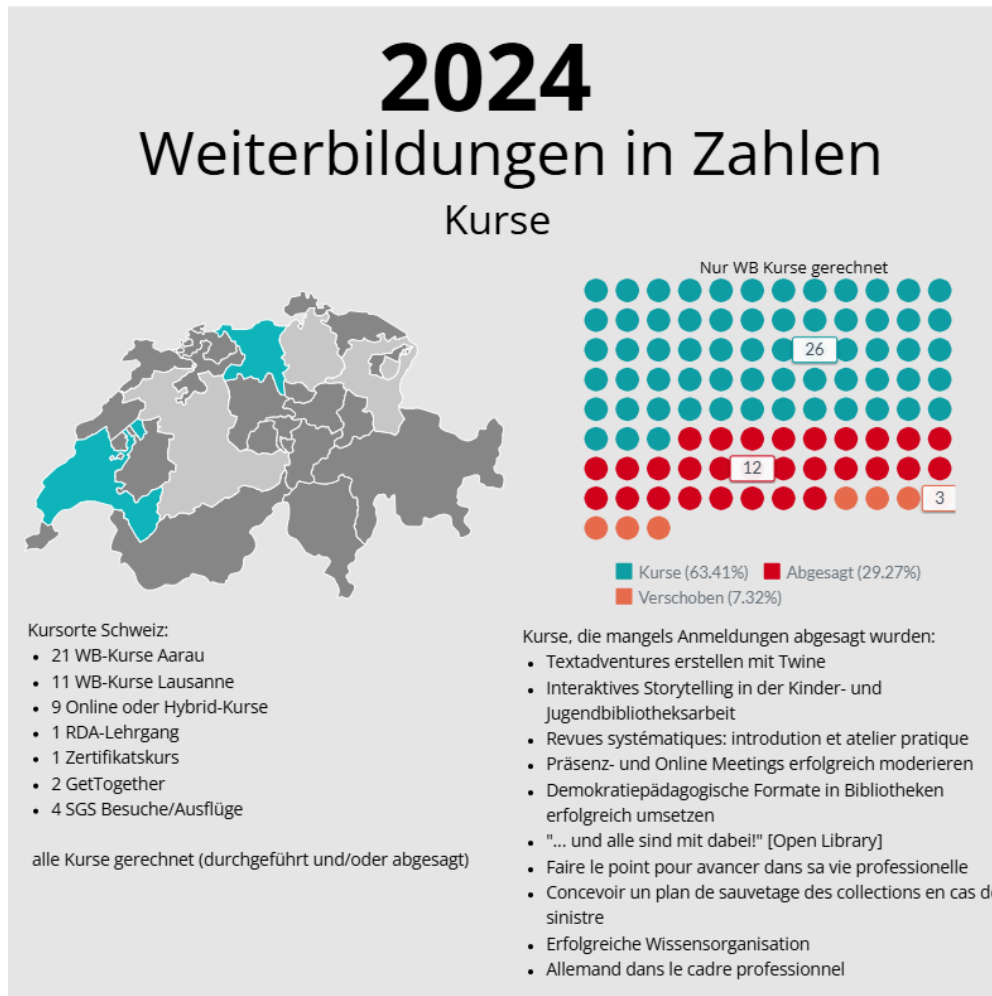 2024
Weiterbildungen in Zahlen
Kurse
Nur WB Kurse gerechnet
26
12
3
Kurse (63.41%) Abgesagt (29.27%)
Verschoben (7.32%)
Kursorte Schweiz:
• 21 WB-Kurse Aarau
• 11 WB-Kurse Lausanne
• 9 Online oder Hybrid-Kurse
• 1 RDA-Lehrgang
• 1 Zertifikatskurs
• 2 GetTogether
• 4 SGS Besuche/Ausflüge
alle Kurse gerechnet (durchgeführt und/oder abgesagt)
Kurse, die mangels Anmeldungen abgesagt wurden:
• Textadventures erstellen mit Twine
• Interaktives Storytelling in der Kinder- und
Jugendbibliotheksarbeit
• Revues systématiques: introdution et atelier pratique
• Präsenz- und Online Meetings erfolgreich moderieren
• Demokratiepädagogische Formate in Bibliotheken
erfolgreich umsetzen
• "... und alle sind mit dabei!" [Open Library]
• Faire le point pour avancer dans sa vie professionelle
• Concevoir un plan de sauvetage des collections en cas de
sinistre
• Erfolgreiche Wissensorganisation
• Allemand dans le cadre professionnel